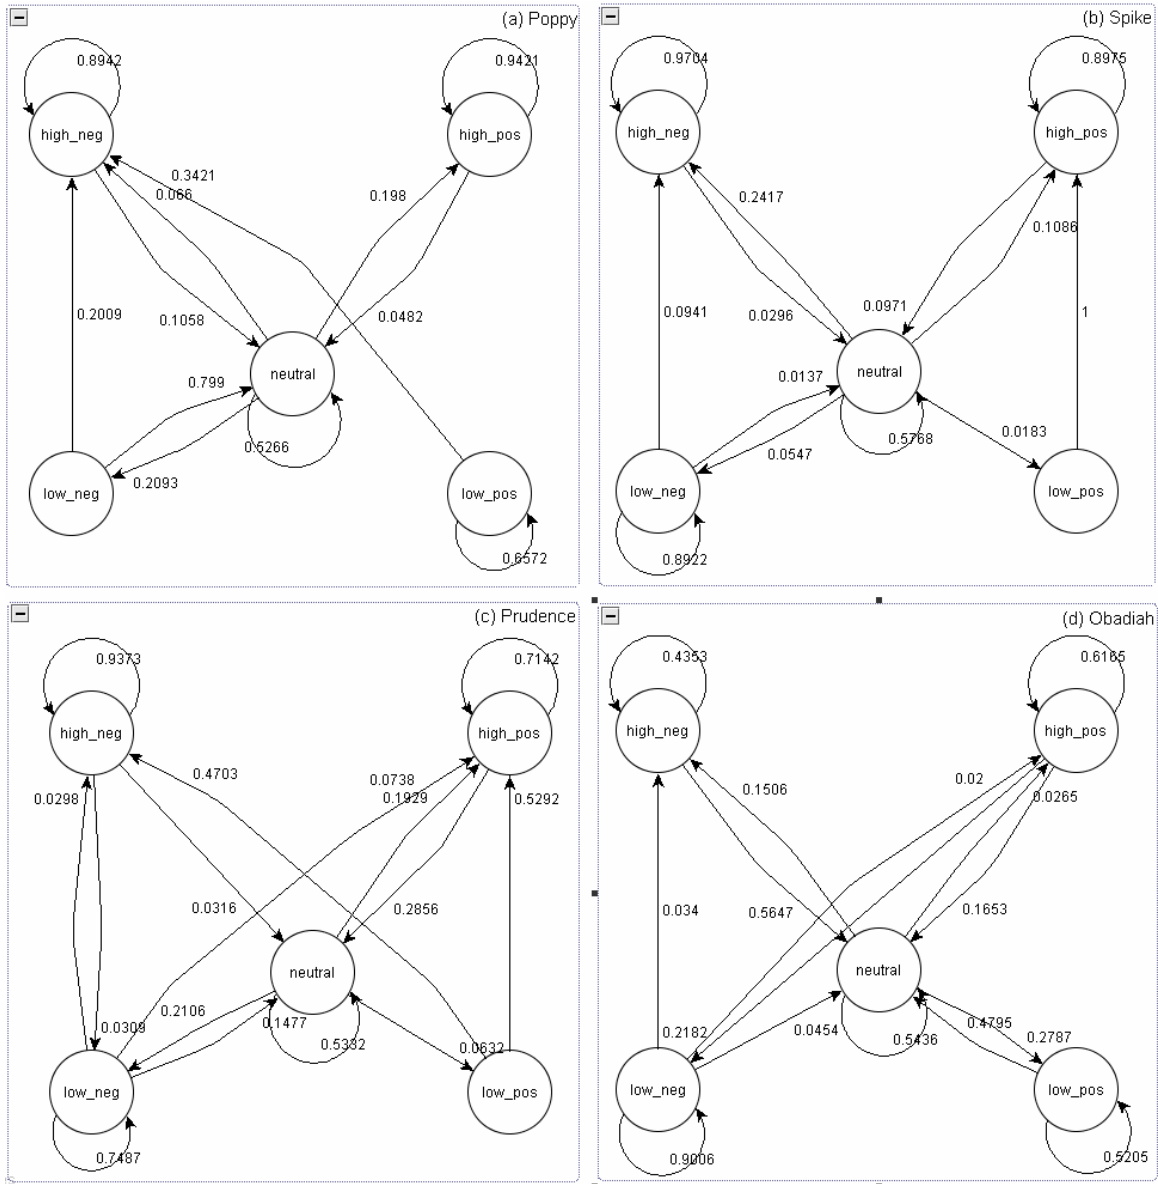 (a) Poppy
0.8942
0.9421
high_neg
high_pos
0.3421
0.066
0.198
0.2009
0.1058
0.0482
neutral
0.799
0.5266
0.2093
low_neg
low_pos
0.6572
(b) Spike
0.9704
0.8975
high_neg
high_pos
0.2417
0.1086
0.0971
0.0941
0.0296
1
neutral
0.0137
0.0183
0.5768
0.0547
low_neg
low_pos
0.8922
(c) Prudence
0.9373
0.7142
high_neg
high_pos
0.4703
0.0738
0.0298
0.1929
0.5292
0.0316
0.2856
neutral
0.2106
0.0309
0.1477
0.5332
0.0632
low_neg
low_pos
0.7487
(d) Obadiah
0.4353
0.6165
high_neg
high_pos
0.02
0.1506
0.0265
0.034
0.5647
0.1653
neutral
0.2182
0.0454
0.4795
0.5436
0.2787
low_neg
low_pos
0.9006
0.5205